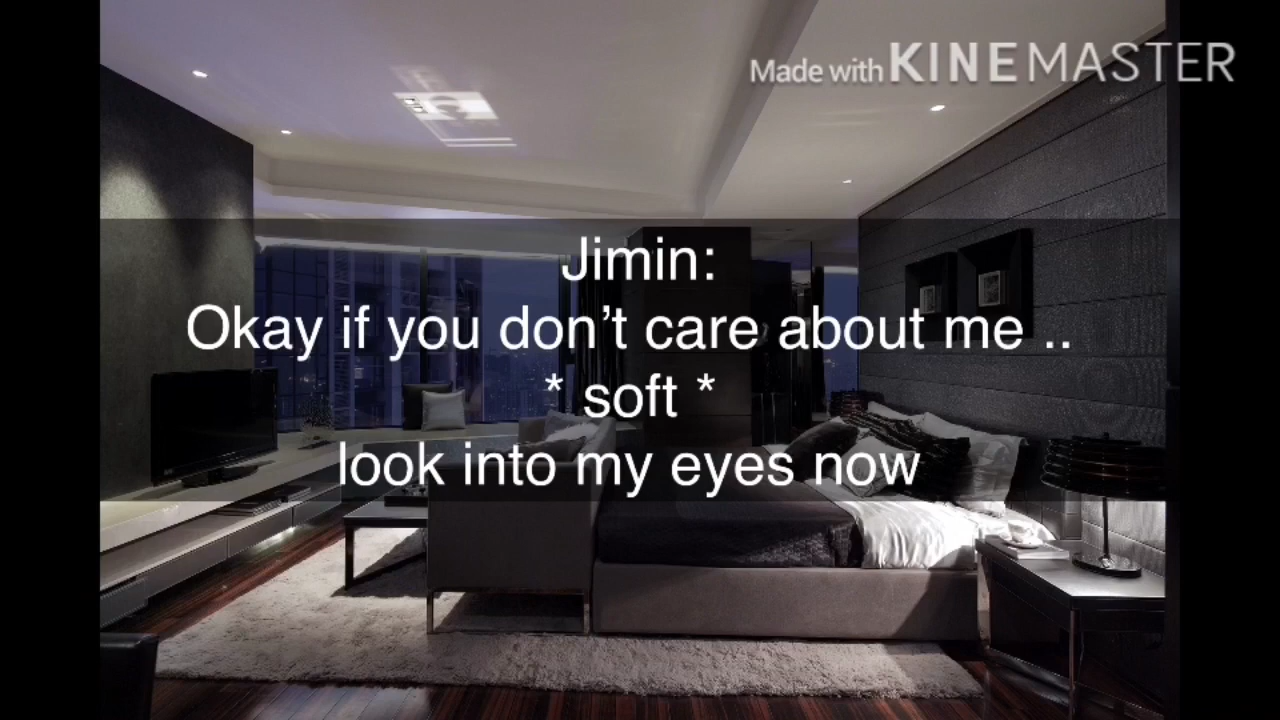 Made with KINEMASTER
Jimin:
Okay if you don’t care about me ..
* soft *
look into my eyes now